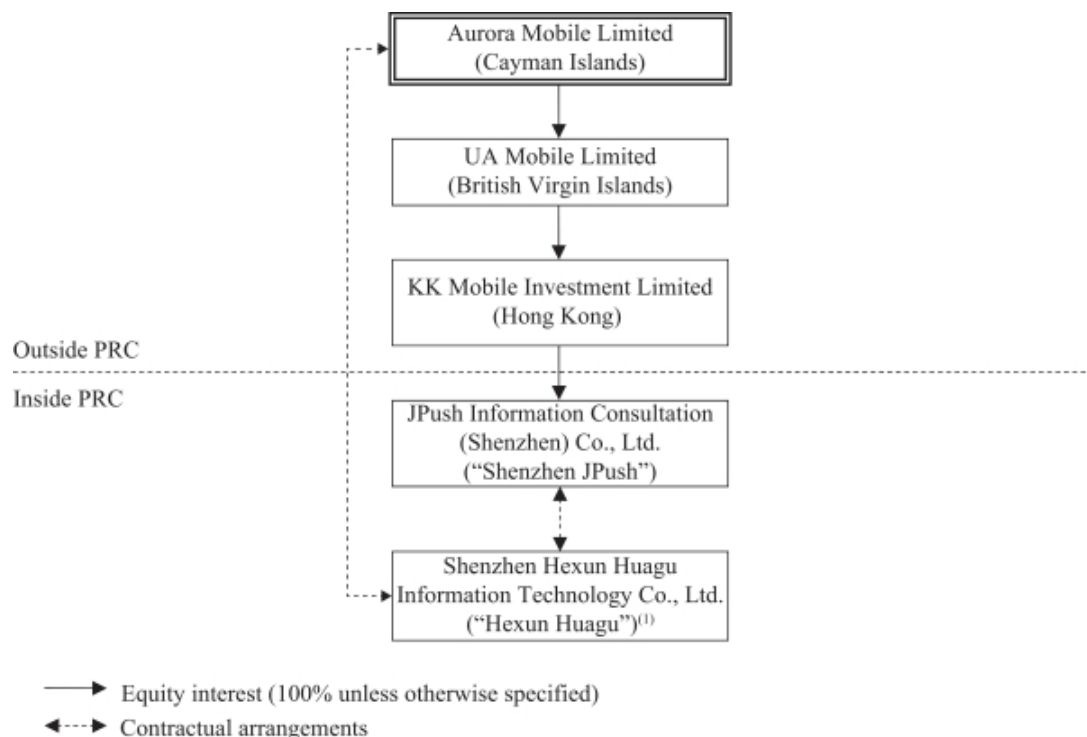 Aurora Mobile Limited
(Cayman Islands)
UA Mobile Limited
(British Virgin Islands)
KK Mobile Investment Limited
(Hong Kong)
Outside PRC
Inside PRC
JPush Information Consultation
(Shenzhen) Co., Ltd.
(“Shenzhen JPush”)
Shenzhen Hexun Huagu
Information Technology Co., Ltd.
(“Hexun Huagu”)(1)
Equity interest (100% unless otherwise specified)
Contractual arrangements